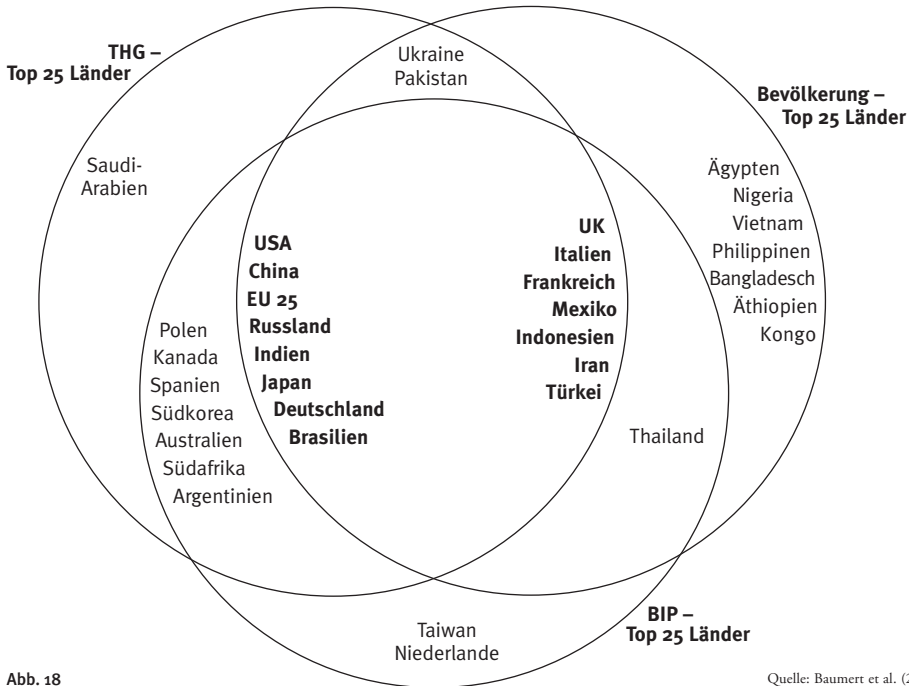 THG –
Top 25 Länder
Ukraine
Pakistan
Bevölkerung –
Top 25 Länder
Saudi-
Arabien
Ägypten
Nigeria
Vietnam
Philippinen
Bangladesch
Äthiopien
Kongo
USA
China
EU 25
Russland
Indien
Japan
Deutschland
Brasilien
UK
Italien
Frankreich
Mexiko
Indonesien
Iran
Türkei
Polen
Kanada
Spanien
Südkorea
Australien
Südafrika
Argentinien
Thailand
BIP –
Top 25 Länder
Taiwan
Niederlande
Abb. 18
Quelle: Baumert et al. (2